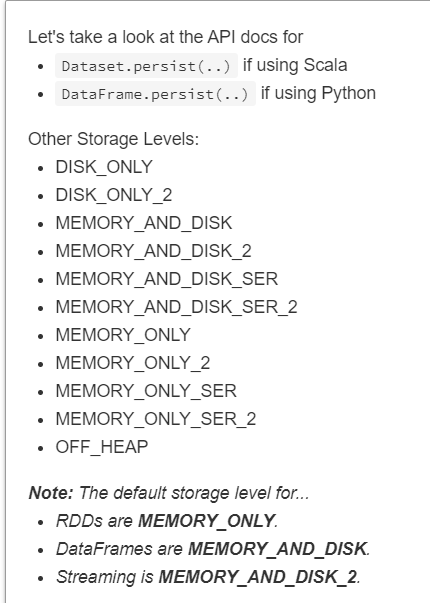 Let's take a look at the API docs for
• Dataset.persist(..) if using Scala
• DataFrame.persist(..) if using Python
Other Storage Levels:
• DISK_ONLY
• DISK_ONLY_2
• MEMORY_AND_DISK
• MEMORY_AND_DISK_2
• MEMORY_AND_DISK_SER
• MEMORY_AND_DISK_SER_2
• MEMORY_ONLY
• MEMORY_ONLY_2
• MEMORY_ONLY_SER
• MEMORY_ONLY_SER_2
• OFF_HEAP
Note: The default storage level for...
• RDDs are MEMORY_ONLY.
• DataFrames are MEMORY_AND_DISK.
• Streaming is MEMORY_AND_DISK_2.